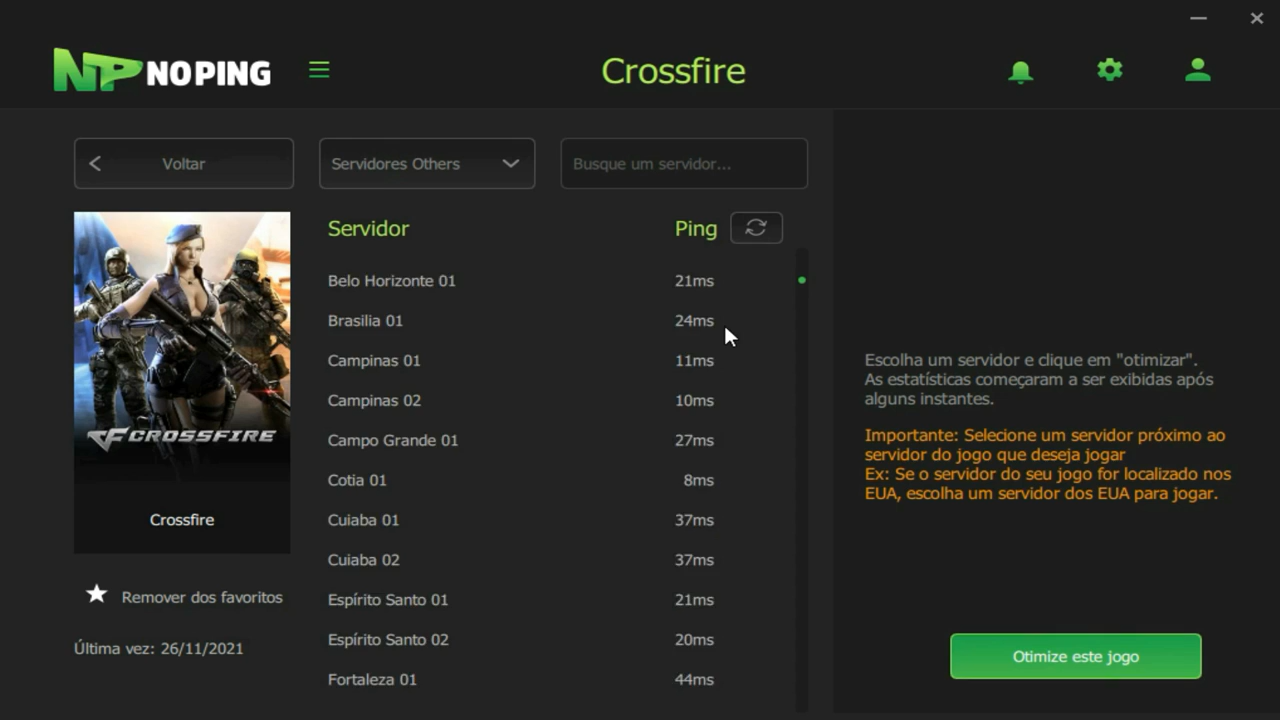 NP NOPING
Crossfire
Voltar
Servidores Others
Busque um servidor...
CF CROSSFIRE
Crossfire
Remover dos favoritos
Última vez: 26/11/2021
Servidor Ping
Belo Horizonte 01 21ms
Brasilia 01 24ms
Campinas 01 11ms
Campinas 02 10ms
Campo Grande 01 27ms
Cotia 01 8ms
Cuiaba 01 37ms
Cuiaba 02 37ms
Espírito Santo 01 21ms
Espírito Santo 02 20ms
Fortaleza 01 44ms
Escolha um servidor e clique em "otimizar".
As estatísticas começaram a ser exibidas após
alguns instantes.
Importante: Selecione um servidor próximo ao
servidor do jogo que deseja jogar
Ex: Se o servidor do seu jogo for localizado nos
EUA, escolha um servidor dos EUA para jogar.
Otimize este jogo